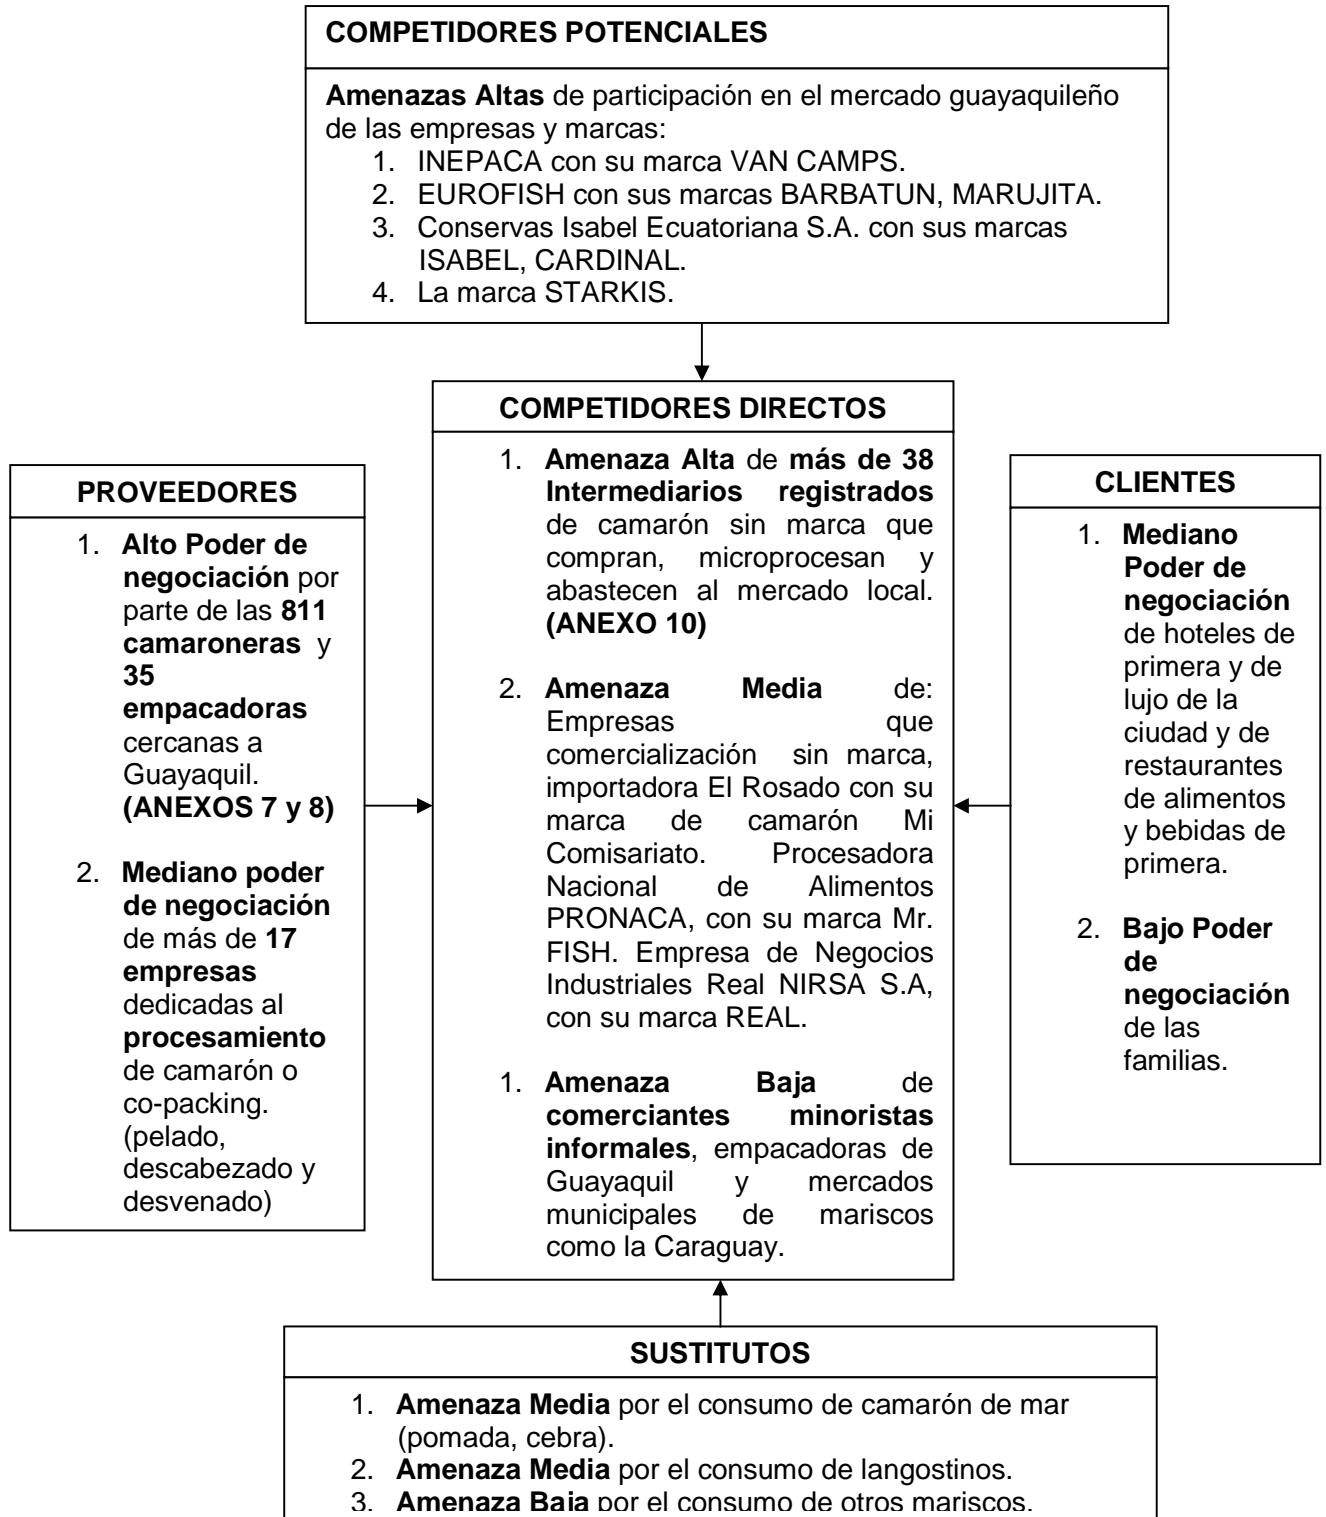 COMPETIDORES POTENCIALES
Amenazas Altas de participación en el mercado guayaquileño
de las empresas y marcas:
1. INEPACA con su marca VAN CAMPS.
2. EUROFISH con sus marcas BARBATUN, MARUJITA.
3. Conservas Isabel Ecuatoriana S.A. con sus marcas
ISABEL, CARDINAL.
4. La marca STARKIS.
PROVEEDORES
1. Alto Poder de
negociación por
parte de las 811
camaroneras y
35
empacadoras
cercanas a
Guayaquil.
(ANEXOS 7 y 8)
2. Mediano poder
de negociación
de más de 17
empresas
dedicadas al
procesamiento
de camarón o
co-packing.
(pelado,
descabezado y
desvenado)
COMPETIDORES DIRECTOS
1. Amenaza Alta de más de 38
Intermediarios registrados
de camarón sin marca que
compran, microprocesan y
abastecen al mercado local.
(ANEXO 10)
2. Amenaza Media de:
Empresas que
comercialización sin marca,
importadora El Rosado con su
marca de camarón Mi
Comisariato. Procesadora
Nacional de Alimentos
PRONACA, con su marca Mr.
FISH. Empresa de Negocios
Industriales Real NIRSA S.A,
con su marca REAL.
1. Amenaza Baja de
comerciantes minoristas
informales, empacadoras de
Guayaquil y mercados
municipales de mariscos
como la Caraguay.
CLIENTES
1. Mediano
Poder de
negociación
de hoteles de
primera y de
lujo de la
ciudad y de
restaurantes
de alimentos
y bebidas de
primera.
2. Bajo Poder
de
negociación
de las
familias.
SUSTITUTOS
1. Amenaza Media por el consumo de camarón de mar
(pomada, cebra).
2. Amenaza Media por el consumo de langostinos.
3. Amenaza Baja por el consumo de otros mariscos.